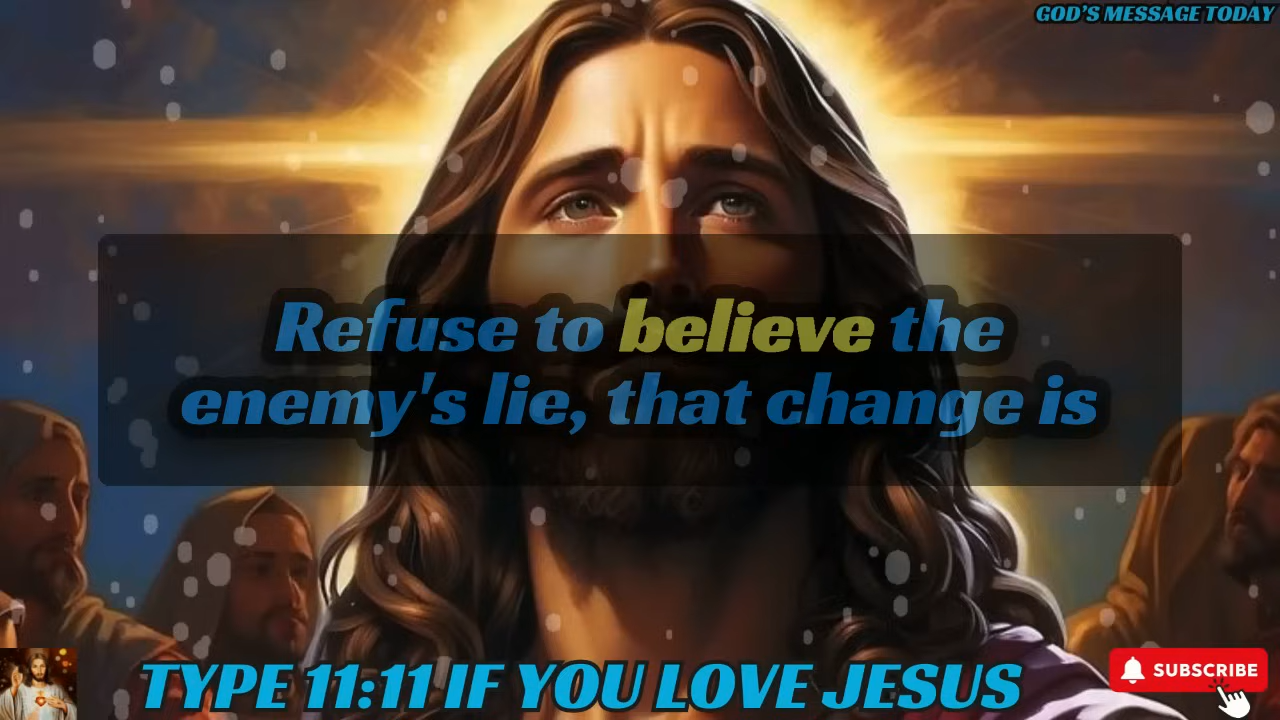 GOD'S MESSAGE TODAY
Refuse to believe the
enemy's lie, that change is
TYPE 11:11 IF YOU LOVE JESUS
SUBSCRIBE